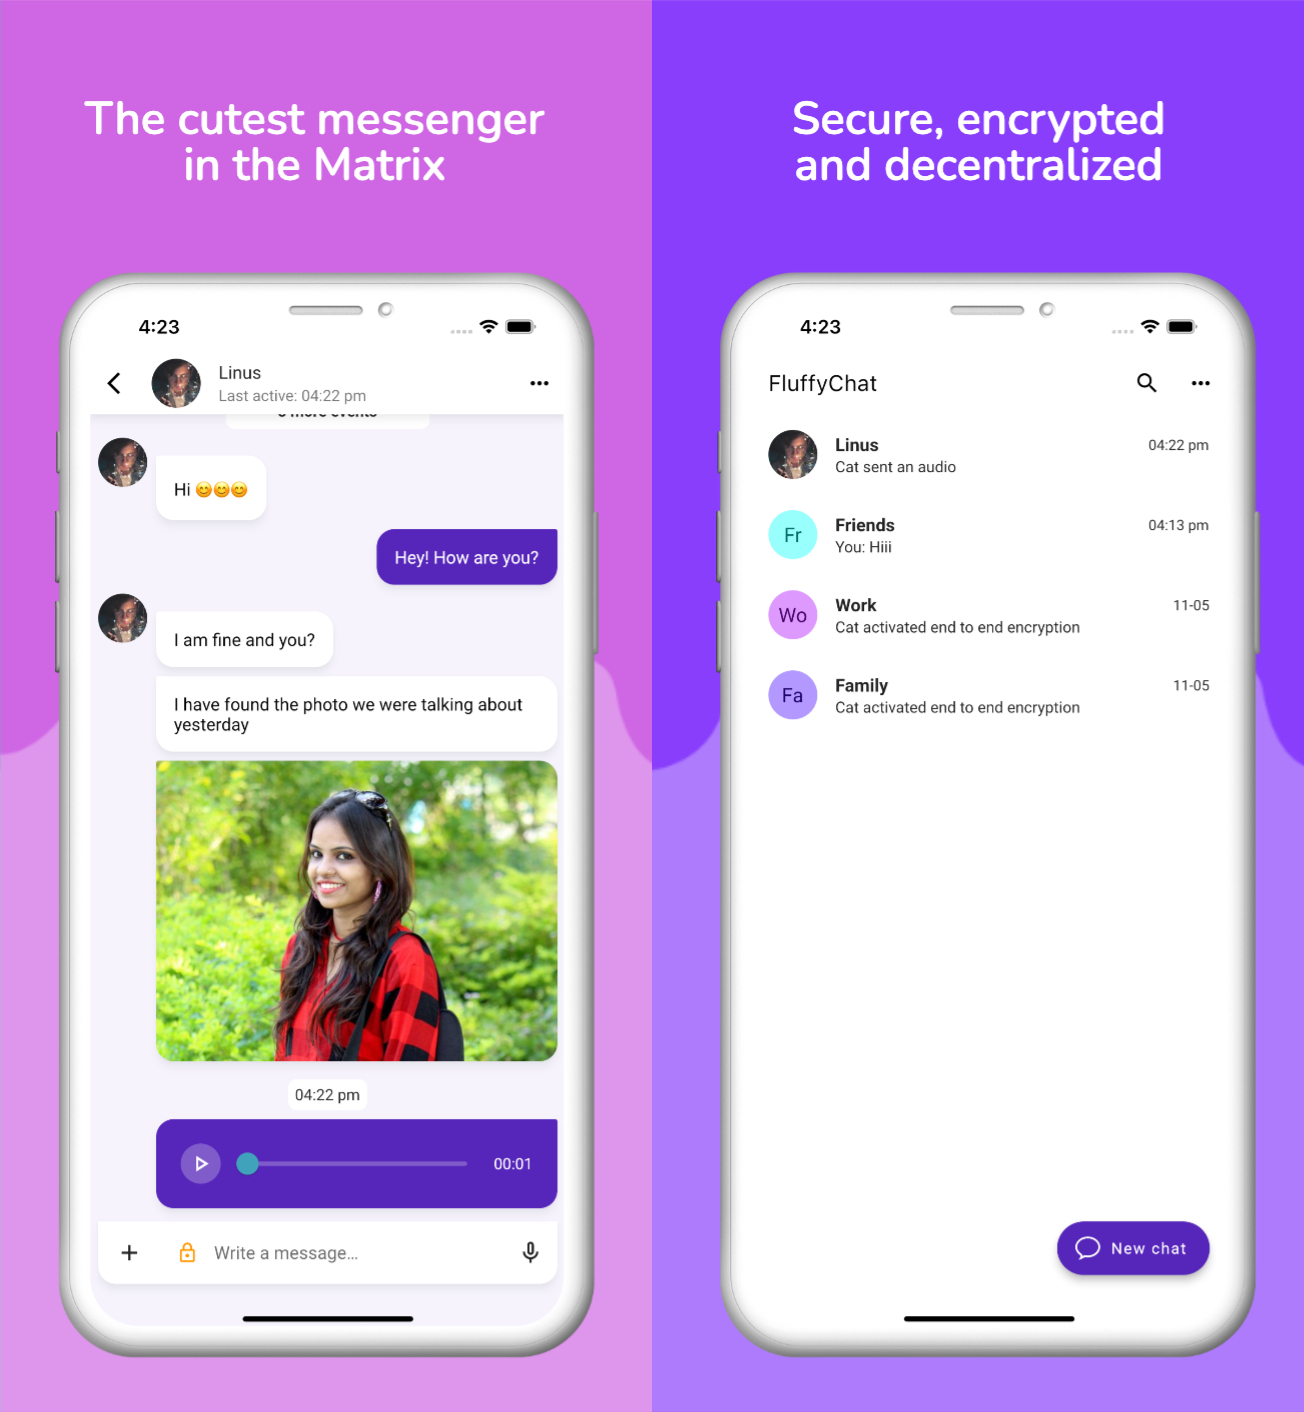 The cutest messenger
in the Matrix
4:23
Linus
Last active: 04:22 pm
more events
Hi 😊😊😊
Hey! How are you?
I am fine and you?
I have found the photo we were talking about
yesterday
04:22 pm
00:01
Write a message...
Secure, encrypted
and decentralized
4:23
FluffyChat
Linus 04:22 pm
Cat sent an audio
Fr Friends 04:13 pm
You: Hiii
Wo Work 11-05
Cat activated end to end encryption
Fa Family 11-05
Cat activated end to end encryption
New chat